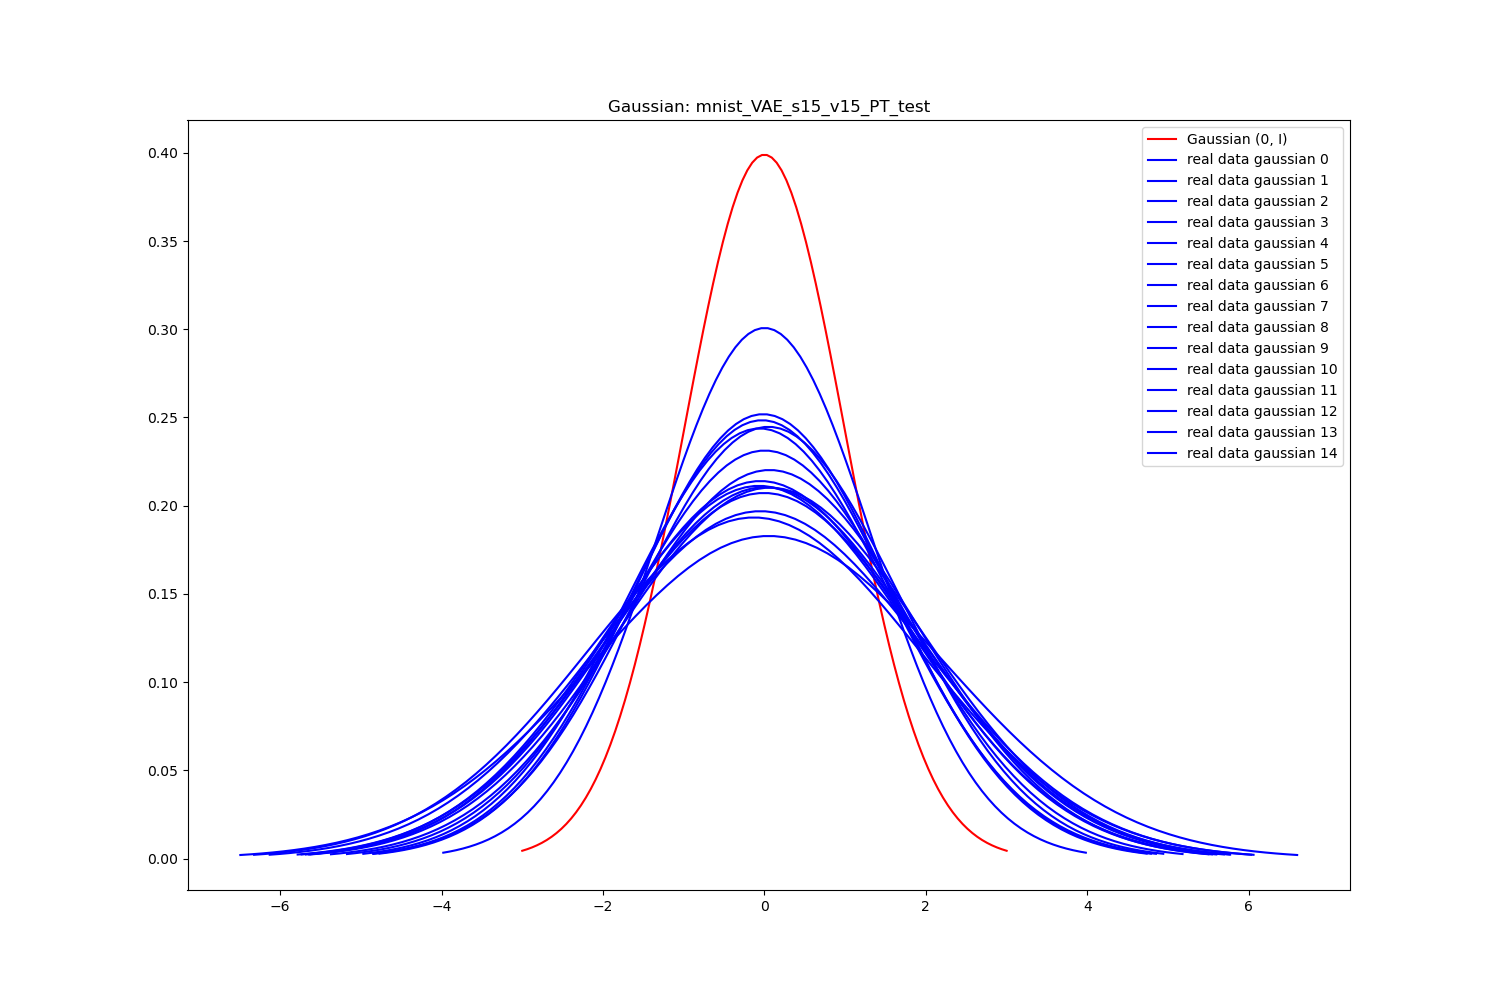 Gaussian: mnist_VAE_s15_v15_PT_test
Gaussian (0, I)
real data gaussian 0
real data gaussian 1
real data gaussian 2
real data gaussian 3
real data gaussian 4
real data gaussian 5
real data gaussian 6
real data gaussian 7
real data gaussian 8
real data gaussian 9
real data gaussian 10
real data gaussian 11
real data gaussian 12
real data gaussian 13
real data gaussian 14
0.40
0.35
0.30
0.25
0.20
0.15
0.10
0.05
0.00
−6 −4 −2 0 2 4 6